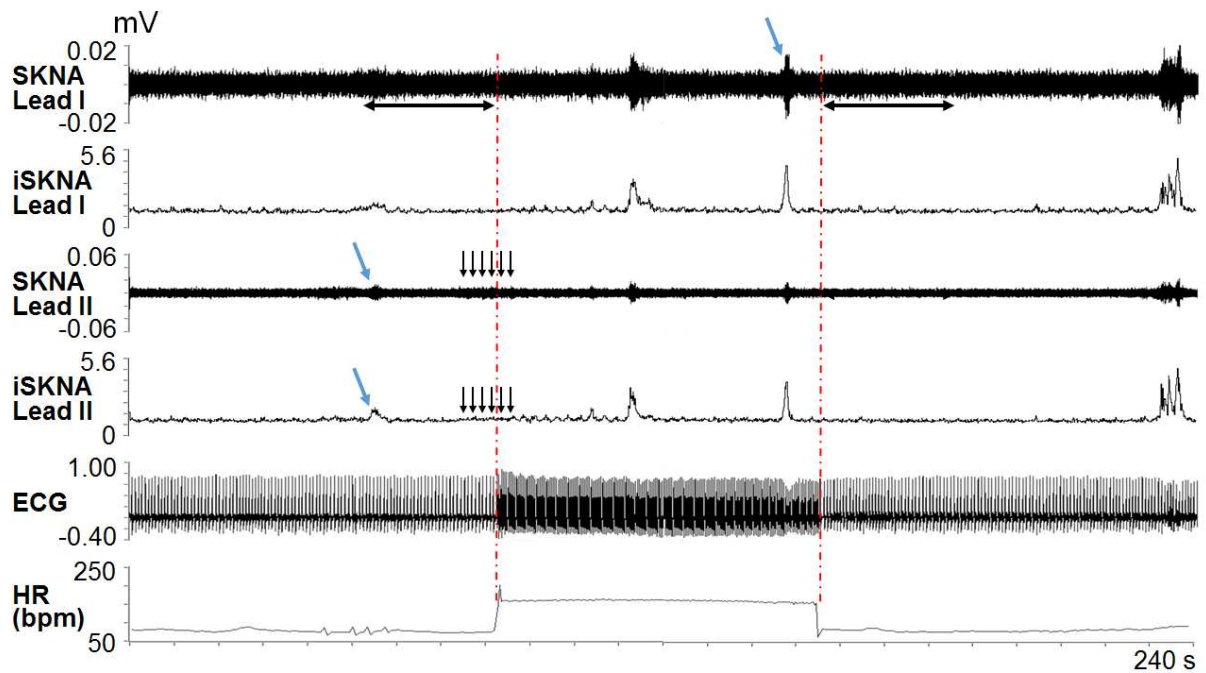 mV
0.02
SKNA
Lead I
-0.02
5.6
iSKNA
Lead I
0
0.06
SKNA
Lead II
-0.06
5.6
iSKNA
Lead II
0
1.00
ECG
-0.40
250
HR
(bpm)
50
240 s